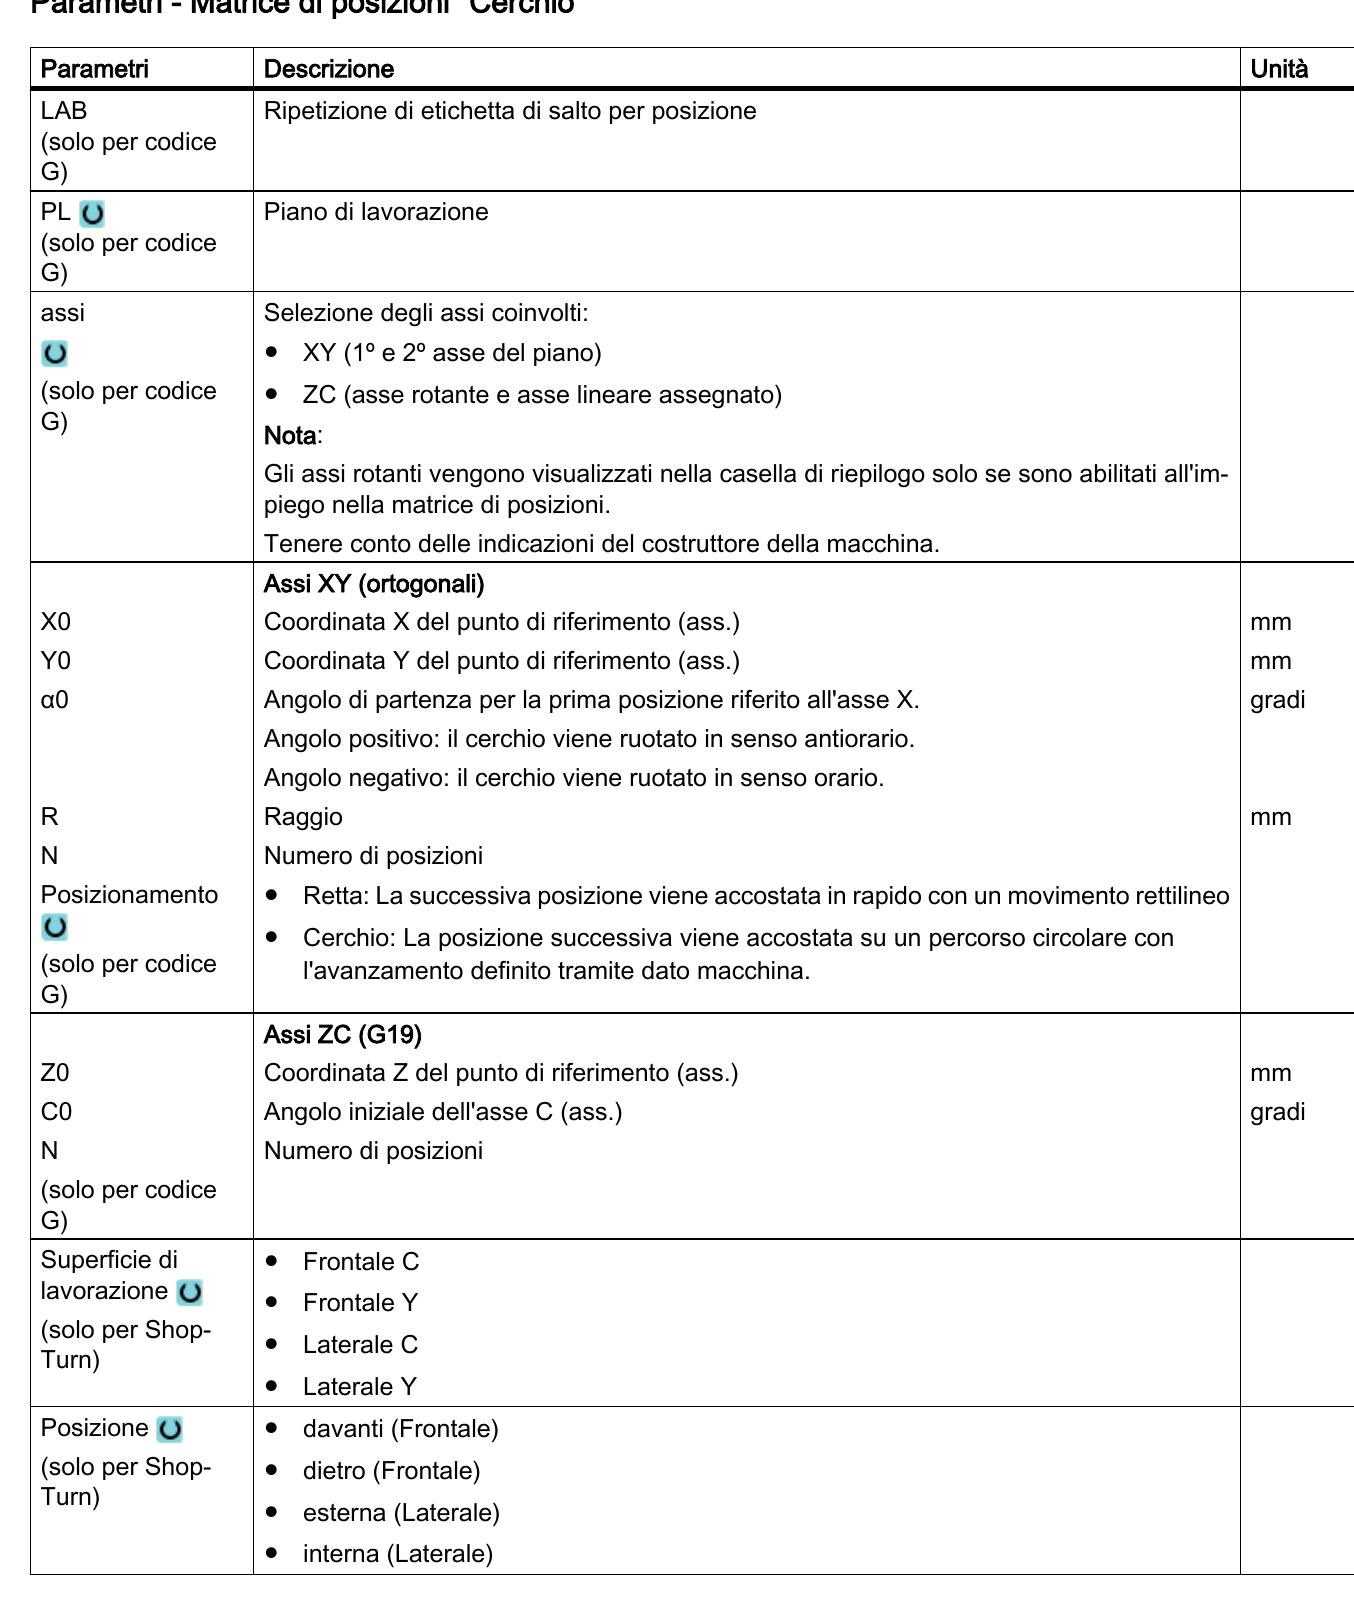 Parametri - Matrice di posizioni "Cerchio"
Parametri Descrizione Unità
LAB Ripetizione di etichetta di salto per posizione
(solo per codice
G)
PL Piano di lavorazione
(solo per codice
G)
assi Selezione degli assi coinvolti:
• XY (1º e 2º asse del piano)
(solo per codice • ZC (asse rotante e asse lineare assegnato)
G)
Nota:
Gli assi rotanti vengono visualizzati nella casella di riepilogo solo se sono abilitati all'im-
piego nella matrice di posizioni.
Tenere conto delle indicazioni del costruttore della macchina.
Assi XY (ortogonali)
X0 Coordinata X del punto di riferimento (ass.) mm
Y0 Coordinata Y del punto di riferimento (ass.) mm
α0 Angolo di partenza per la prima posizione riferito all'asse X. gradi
Angolo positivo: il cerchio viene ruotato in senso antiorario.
Angolo negativo: il cerchio viene ruotato in senso orario.
R Raggio mm
N Numero di posizioni
Posizionamento • Retta: La successiva posizione viene accostata in rapido con un movimento rettilineo
• Cerchio: La posizione successiva viene accostata su un percorso circolare con
(solo per codice l'avanzamento definito tramite dato macchina.
G)
Assi ZC (G19)
Z0 Coordinata Z del punto di riferimento (ass.) mm
C0 Angolo iniziale dell'asse C (ass.) gradi
N Numero di posizioni
(solo per codice
G)
Superficie di • Frontale C
lavorazione • Frontale Y
(solo per Shop- • Laterale C
Turn) • Laterale Y
Posizione • davanti (Frontale)
(solo per Shop- • dietro (Frontale)
Turn) • esterna (Laterale)
• interna (Laterale)